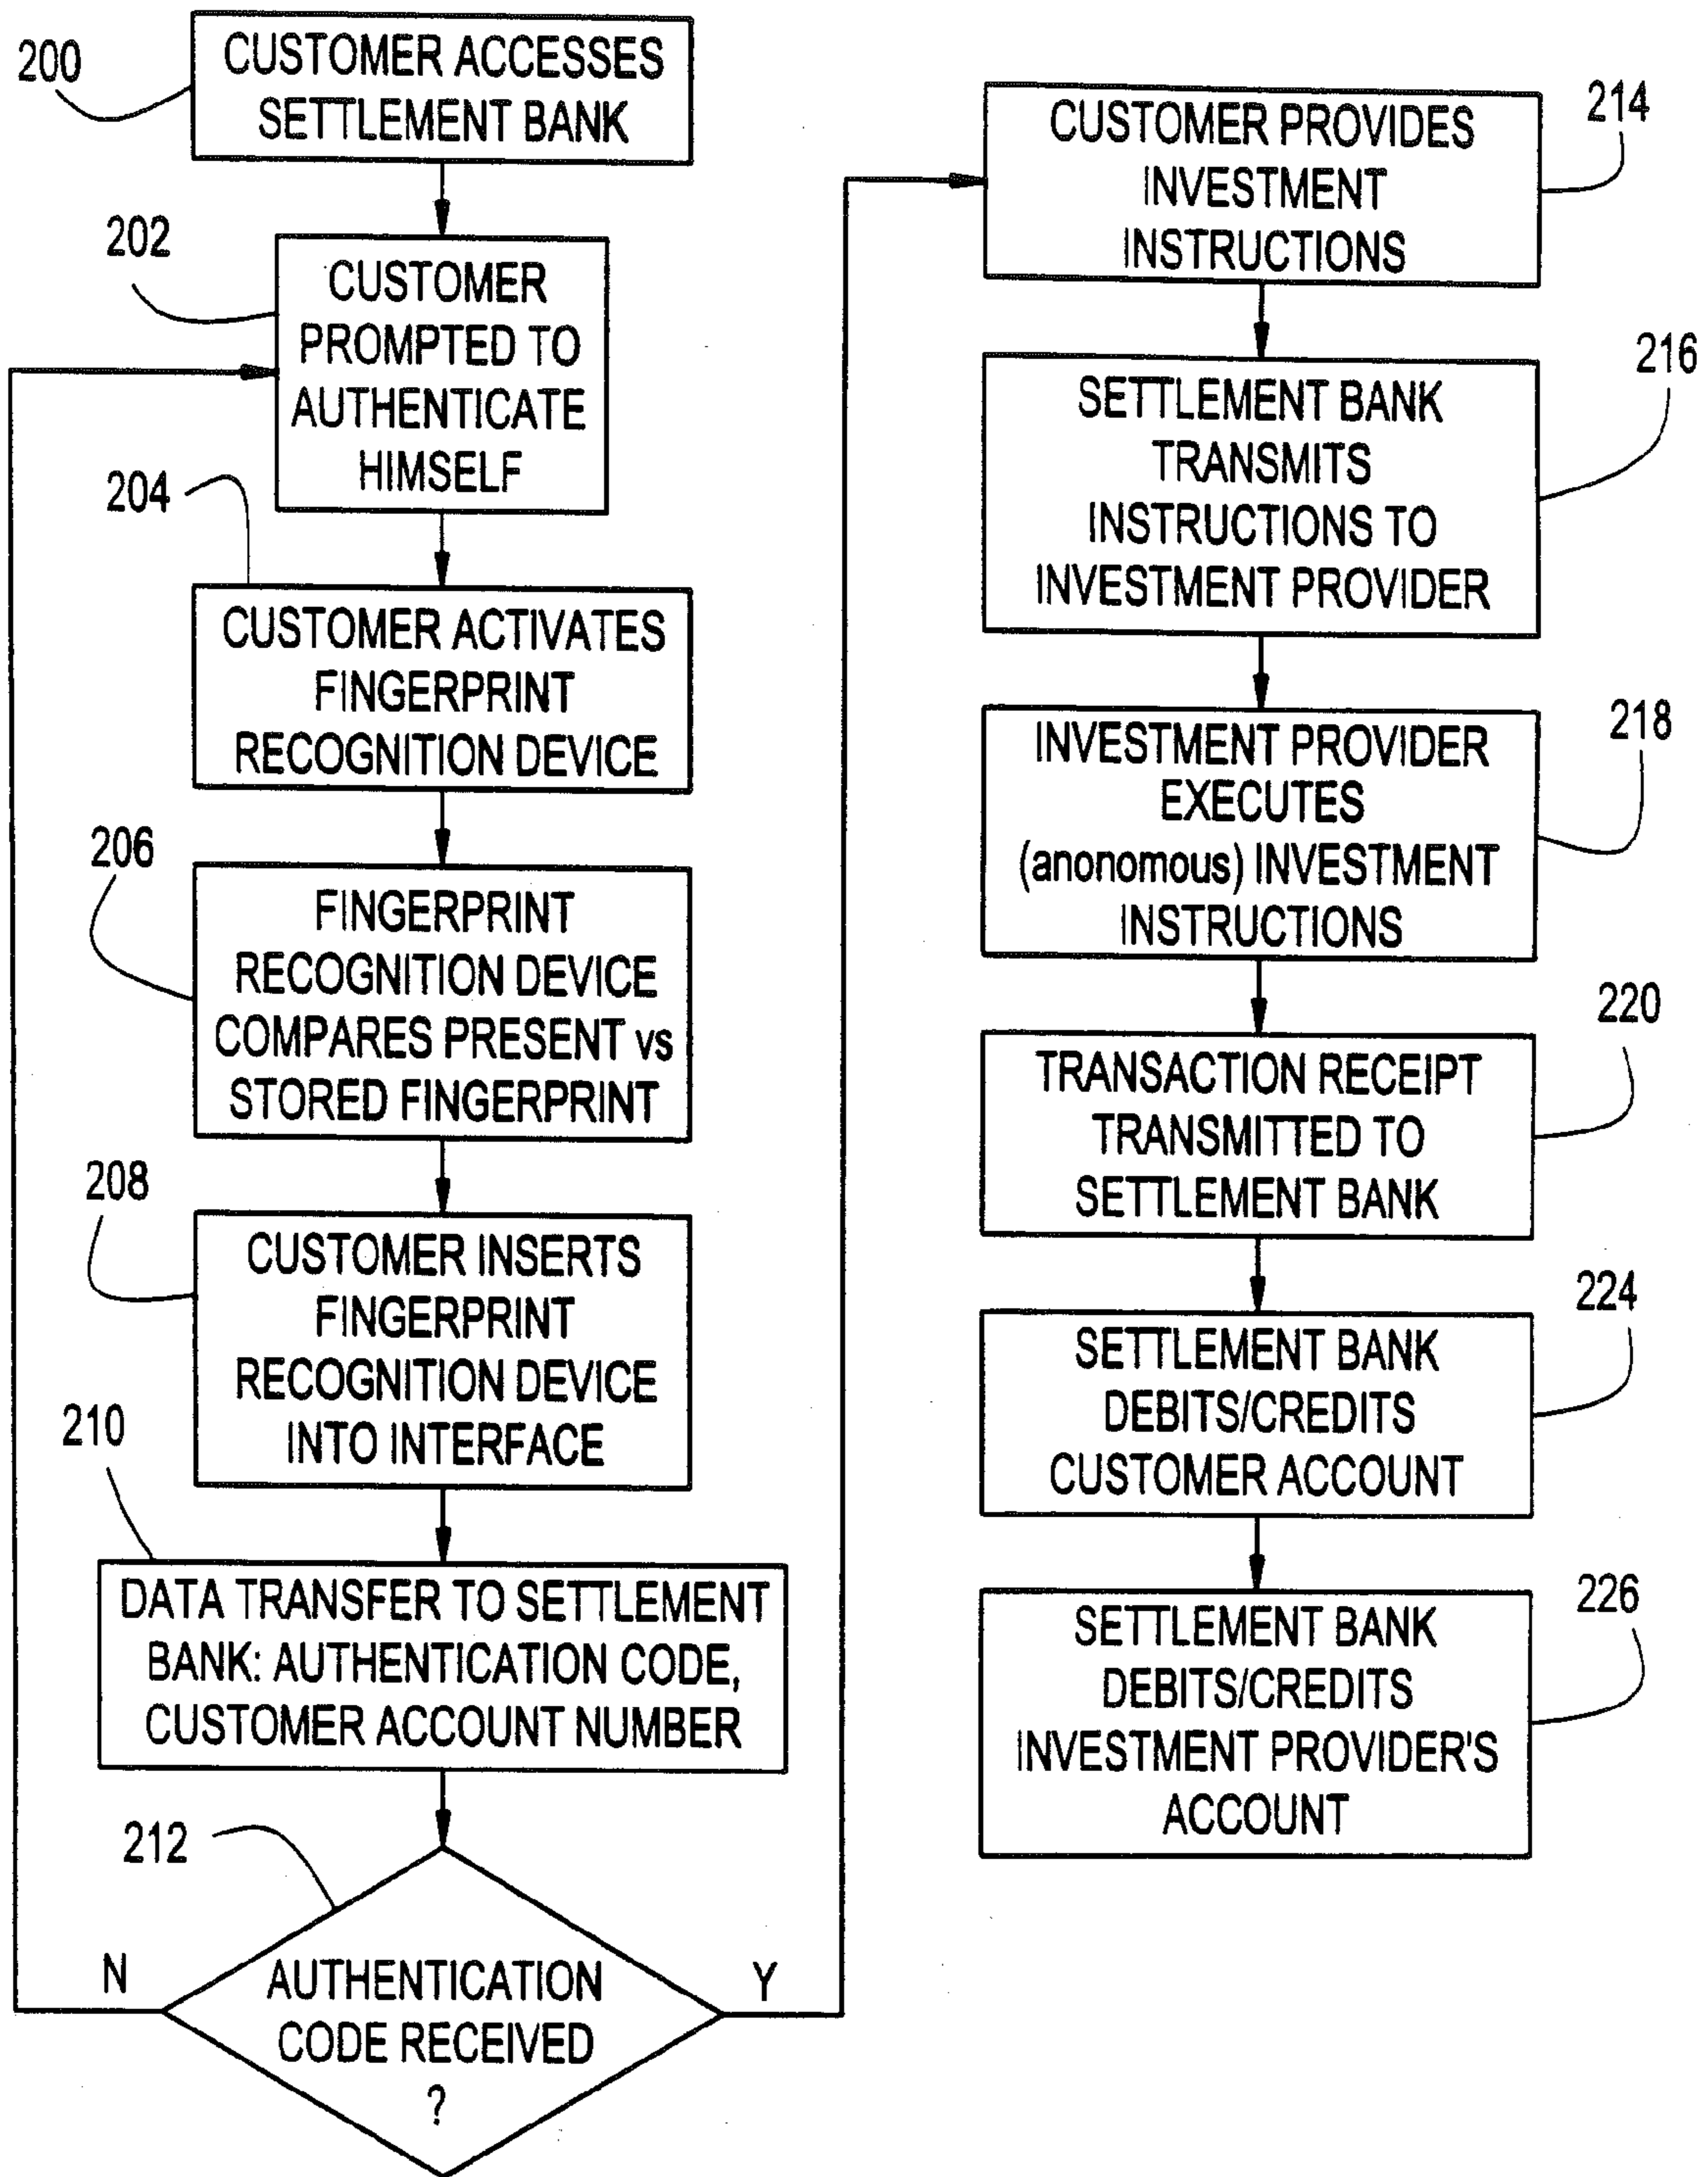 200
CUSTOMER ACCESSES
SETTLEMENT BANK
202
CUSTOMER
PROMPTED TO
AUTHENTICATE
HIMSELF
204
CUSTOMER ACTIVATES
FINGERPRINT
RECOGNITION DEVICE
206
FINGERPRINT
RECOGNITION DEVICE
COMPARES PRESENT vs
STORED FINGERPRINT
208
CUSTOMER INSERTS
FINGERPRINT
RECOGNITION DEVICE
INTO INTERFACE
210
DATA TRANSFER TO SETTLEMENT
BANK: AUTHENTICATION CODE,
CUSTOMER ACCOUNT NUMBER
212
AUTHENTICATION
CODE RECEIVED
?
N
Y
214
CUSTOMER PROVIDES
INVESTMENT
INSTRUCTIONS
216
SETTLEMENT BANK
TRANSMITS
INSTRUCTIONS TO
INVESTMENT PROVIDER
218
INVESTMENT PROVIDER
EXECUTES
(anonomous) INVESTMENT
INSTRUCTIONS
220
TRANSACTION RECEIPT
TRANSMITTED TO
SETTLEMENT BANK
224
SETTLEMENT BANK
DEBITS/CREDITS
CUSTOMER ACCOUNT
226
SETTLEMENT BANK
DEBITS/CREDITS
INVESTMENT PROVIDER'S
ACCOUNT